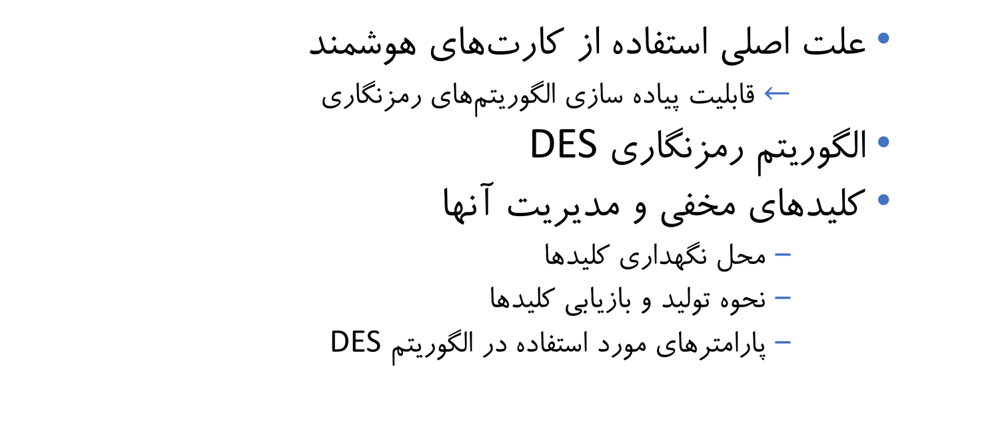 • علت اصلی استفاده از کارت‌های هوشمند
← قابلیت پیاده سازی الگوریتم‌های رمزنگاری
• الگوریتم رمزنگاری DES
• کلیدهای مخفی و مدیریت آنها
– محل نگهداری کلیدها
– نحوه تولید و بازیابی کلیدها
– پارامترهای مورد استفاده در الگوریتم DES